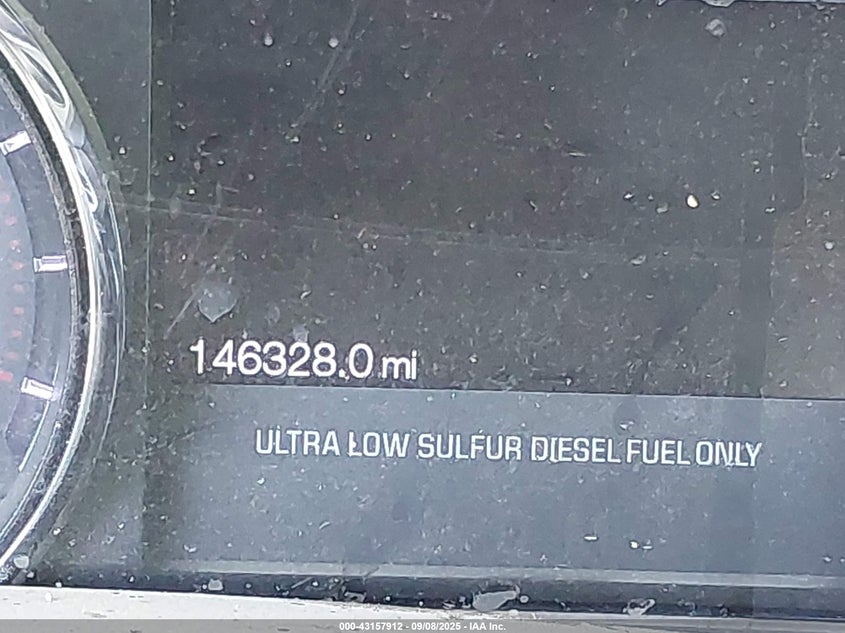 146328.0 mi
ULTRA LOW SULFUR DIESEL FUEL ONLY
000-43157912 - 09/08/2025 - IAA Inc.